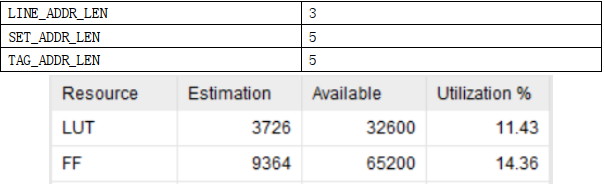 LINE_ADDR_LEN 3
SET_ADDR_LEN 5
TAG_ADDR_LEN 5
Resource Estimation Available Utilization %
LUT 3726 32600 11.43
FF 9364 65200 14.36